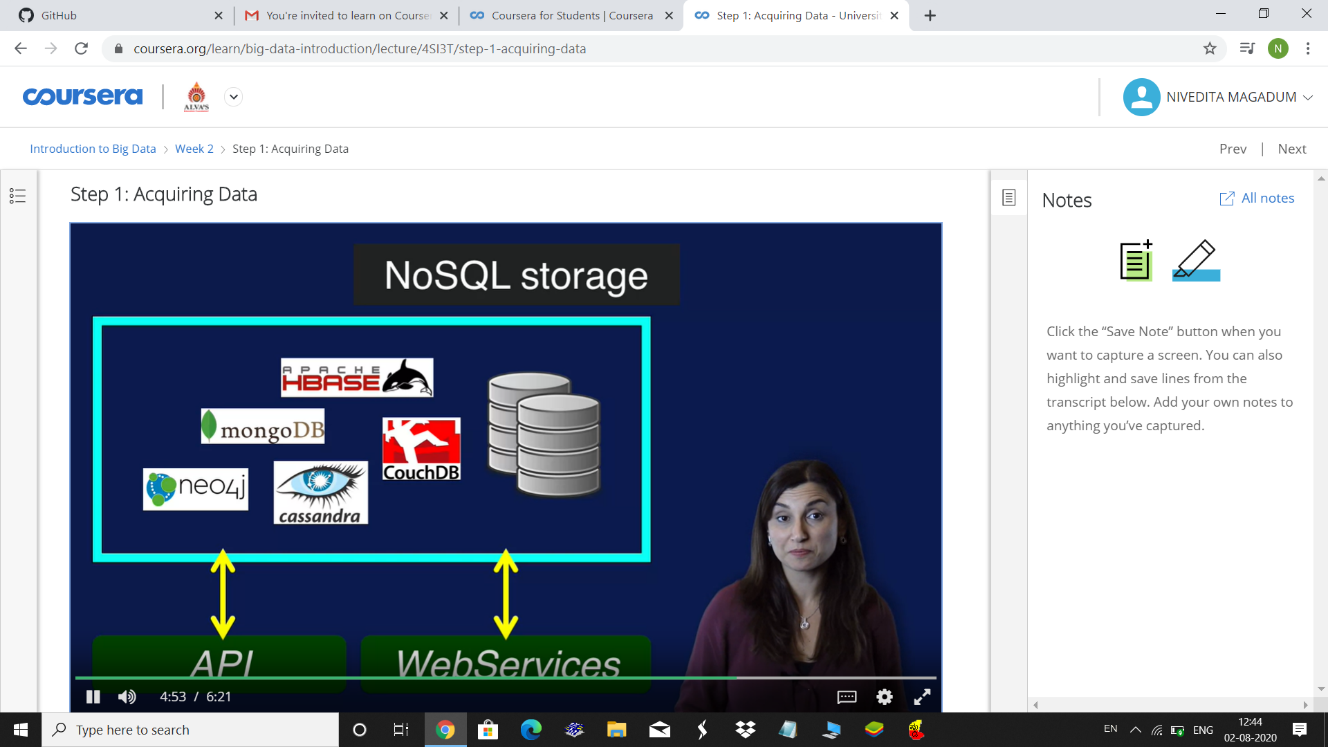 GitHub
You're invited to learn on Course
Coursera for Students | Coursera
Step 1: Acquiring Data - Universit
coursera.org/learn/big-data-introduction/lecture/4SI3T/step-1-acquiring-data
N
coursera
ALVA'S
NIVEDITA MAGADUM
Introduction to Big Data > Week 2 > Step 1: Acquiring Data
Prev | Next
Step 1: Acquiring Data
Notes
All notes
NoSQL storage
APACHE
HBASE
mongoDB
CouchDB
neo4j
cassandra
API
WebServices
Click the “Save Note” button when you
want to capture a screen. You can also
highlight and save lines from the
transcript below. Add your own notes to
anything you’ve captured.
4:53 / 6:21
Type here to search
EN
ENG
12:44
02-08-2020